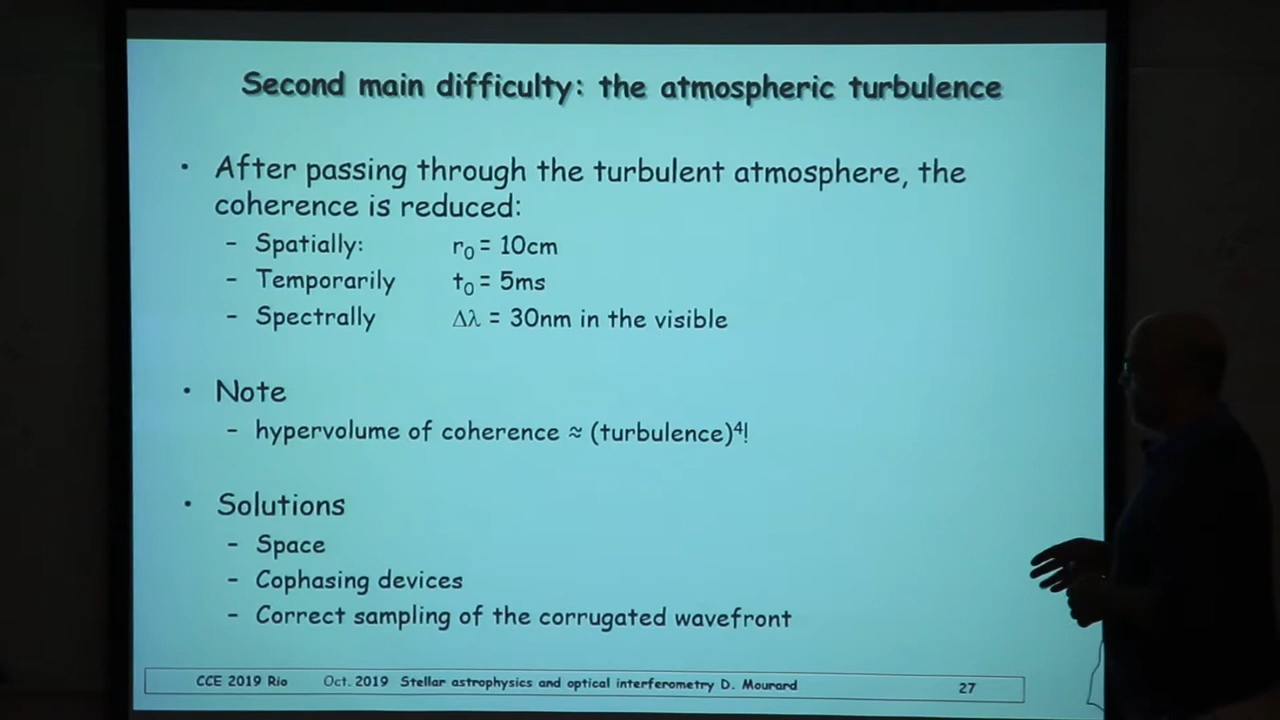 Second main difficulty: the atmospheric turbulence
• After passing through the turbulent atmosphere, the
coherence is reduced:
– Spatially: r₀ = 10cm
– Temporarily t₀ = 5ms
– Spectrally Δλ = 30nm in the visible
• Note
– hypervolume of coherence ≈ (turbulence)⁴!
• Solutions
– Space
– Cophasing devices
– Correct sampling of the corrugated wavefront
CCE 2019 Rio Oct. 2019 Stellar astrophysics and optical interferometry D. Mourard 27